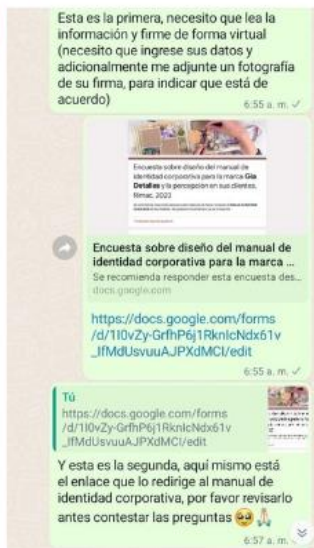 Esta es la primera, necesito que lea la
información y firme de forma virtual
(necesito que ingrese sus datos y
adicionalmente me adjunte un fotografía
de su firma, para indicar que está de
acuerdo)
6:55 a. m.
Encuesta sobre diseño del manual de
identidad corporativa para la marca Gia
Detalles y la percepción en sus clientes,
Rímac, 2023
Encuesta sobre diseño del manual de
identidad corporativa para la marca ...
Se recomienda responder esta encuesta des...
docs.google.com
https://docs.google.com/forms
/d/1I0vZy-GrfhP6j1RknIcNdx61v
_IfMdUsvuuAJPXdMCI/edit
6:55 a. m.
Tú
https://docs.google.com/forms
/d/1I0vZy-GrfhP6j1RknIcNdx61v
_IfMdUsvuuAJPXdMCI/edit
Y esta es la segunda, aquí mismo está
el enlace que lo redirige al manual de
identidad corporativa, por favor revisarlo
antes contestar las preguntas 🥺🙏
6:57 a. m.